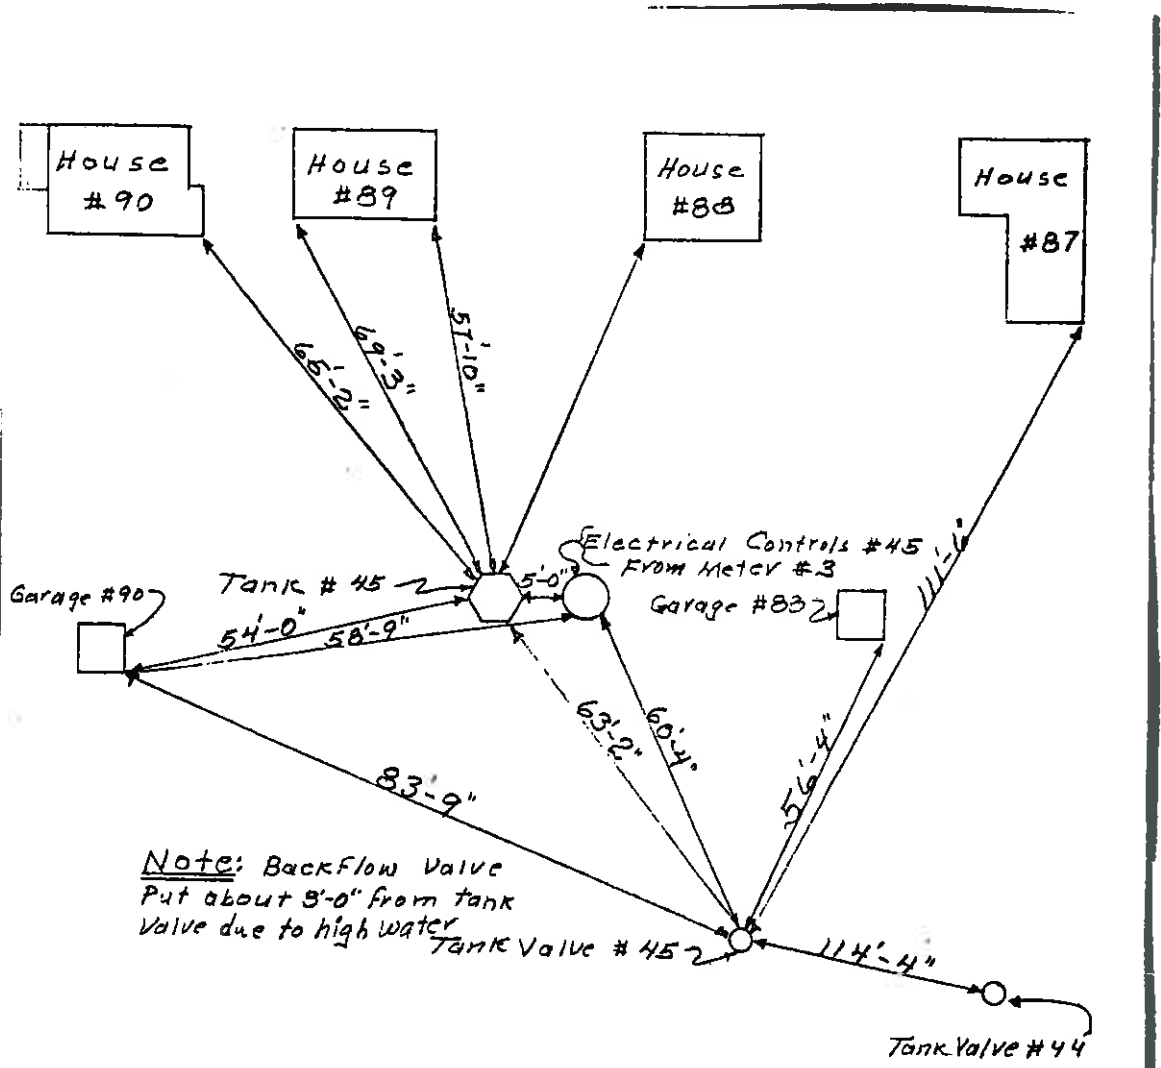 House
#90
House
#89
House
#88
House
#87
65'-2"
69'-3"
57'-10"
111'-6"
Electrical Controls #45
From Meter #3
Tank #45
5'-0"
Garage #90
Garage #83
54'-0"
58'-9"
63'-2"
60'-4"
56'-4"
83'-9"
Note: Backflow Valve
Put about 3'-0" from tank
Valve due to high water
Tank Valve #45
114'-4"
Tank Valve #44